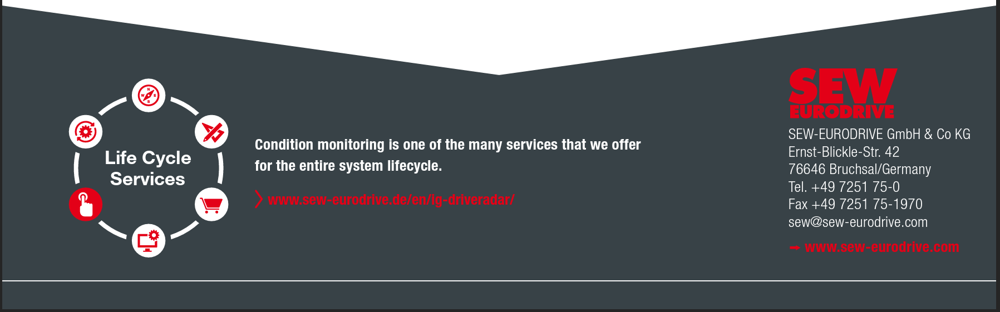 N
W E
S
Life Cycle
Services
Condition monitoring is one of the many services that we offer
for the entire system lifecycle.
www.sew-eurodrive.de/en/ig-driveradar/
SEW
EURODRIVE
SEW-EURODRIVE GmbH & Co KG
Ernst-Blickle-Str. 42
76646 Bruchsal/Germany
Tel. +49 7251 75-0
Fax +49 7251 75-1970
sew@sew-eurodrive.com
➞ www.sew-eurodrive.com